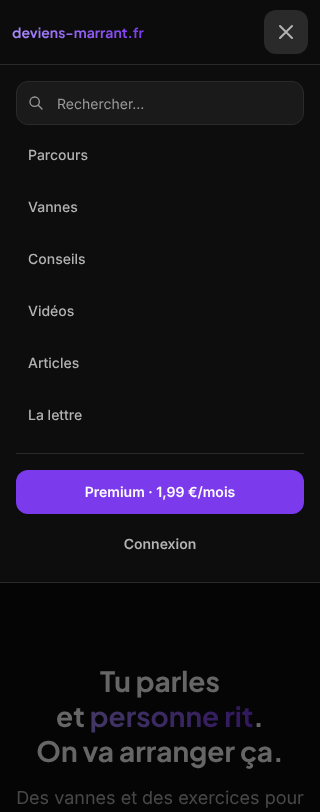 deviens-marrant.fr
Rechercher...
Parcours
Vannes
Conseils
Vidéos
Articles
La lettre
Premium · 1,99 €/mois
Connexion
Tu parles
et personne rit.
On va arranger ça.
Des vannes et des exercices pour